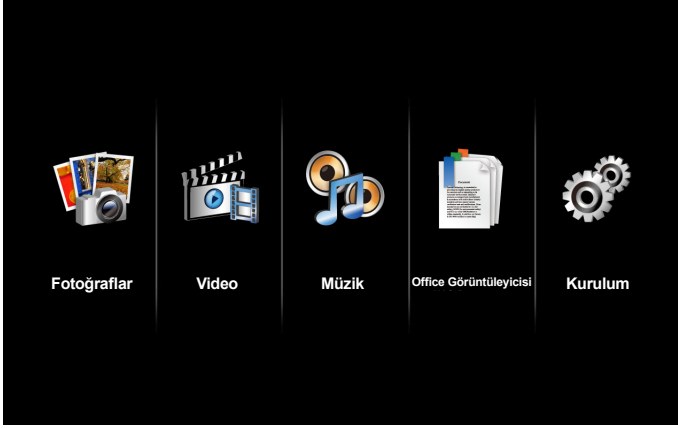 Fotoğraflar
Video
Müzik
Office Görüntüleyicisi
Kurulum